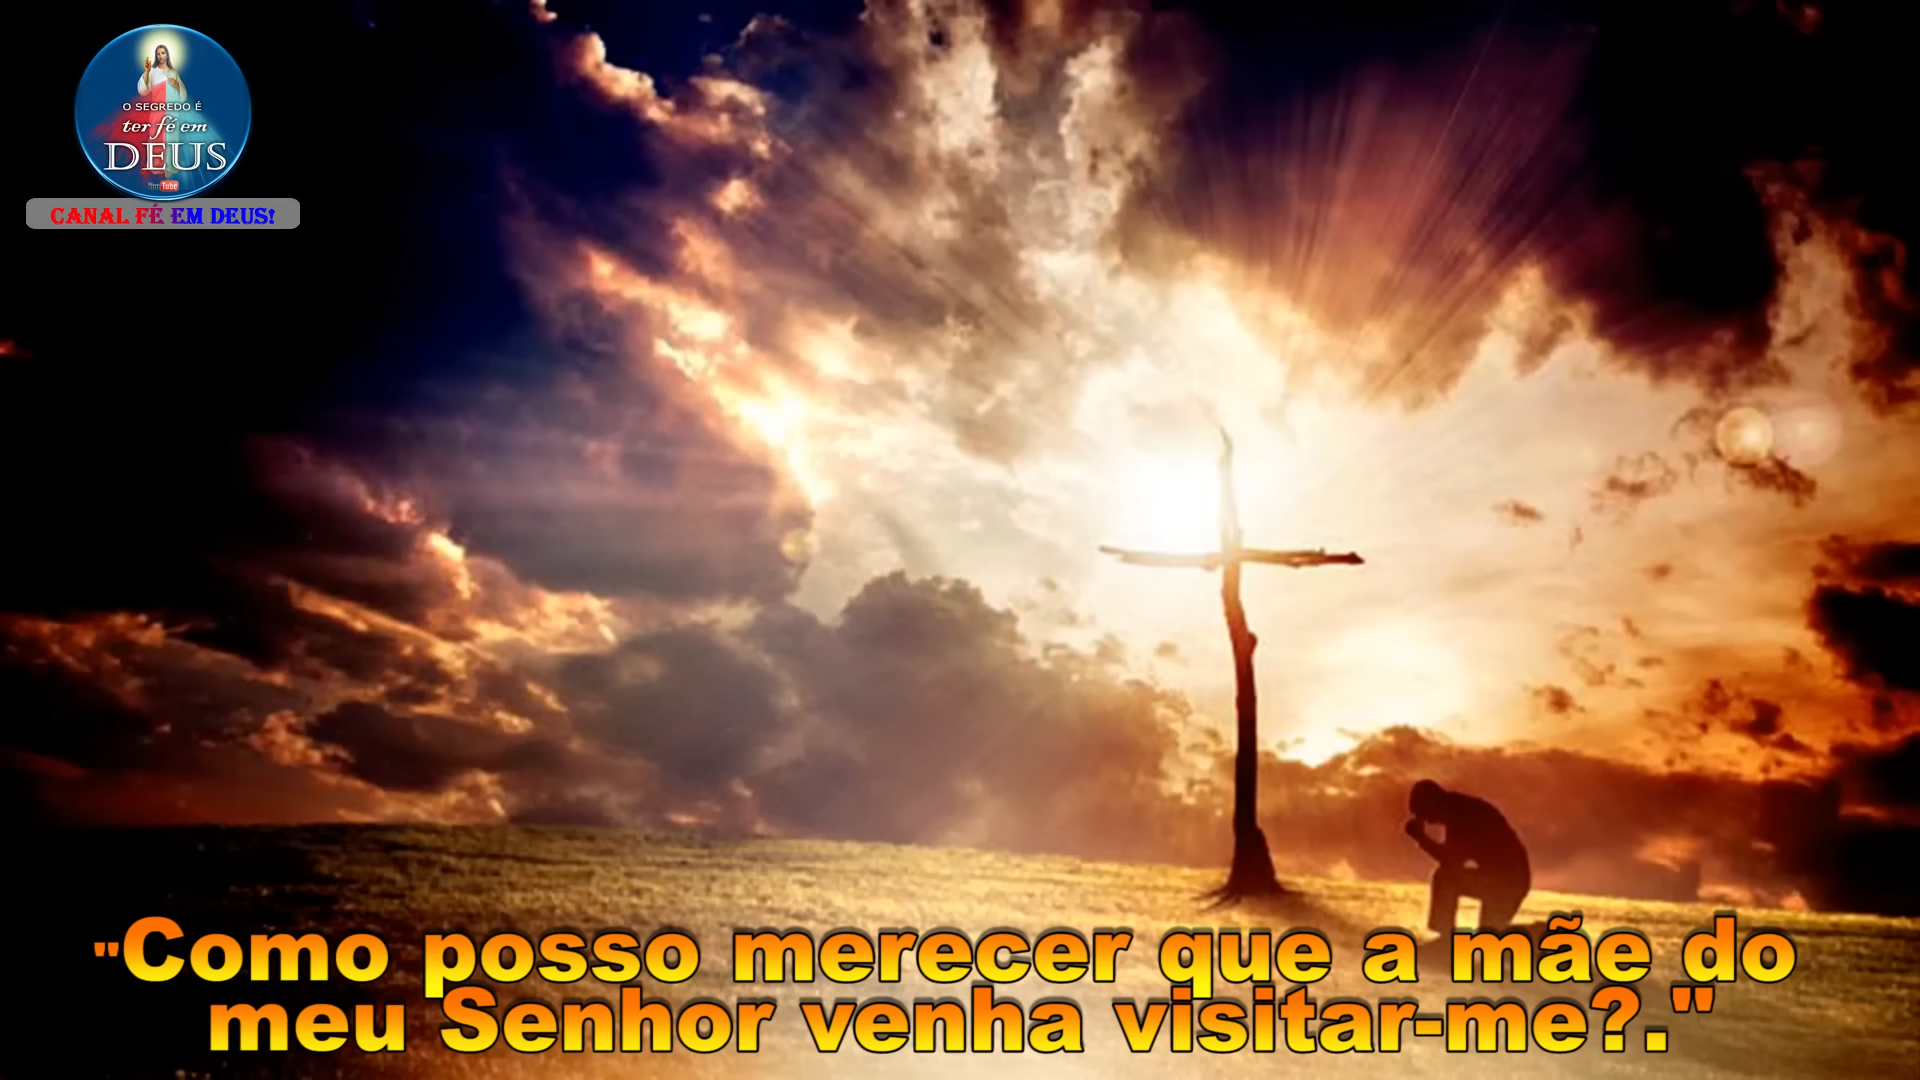 O SEGREDO É
ter fé em
DEUS
YouTube
CANAL FÉ EM DEUS!
"Como posso merecer que a mãe do
meu Senhor venha visitar-me?."